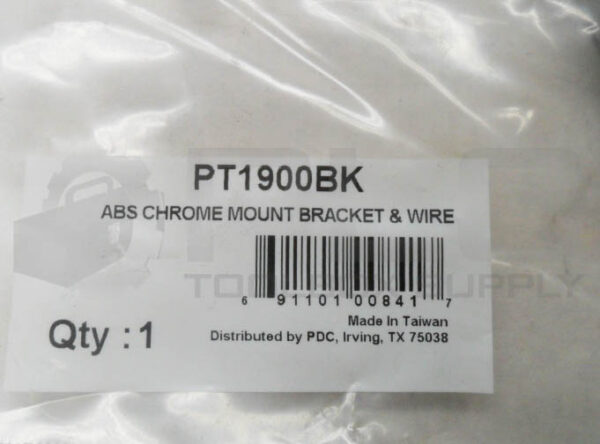 PT1900BK
ABS CHROME MOUNT BRACKET & WIRE
6 91101 00841 7
Made In Taiwan
Qty : 1
Distributed by PDC, Irving, TX 75038